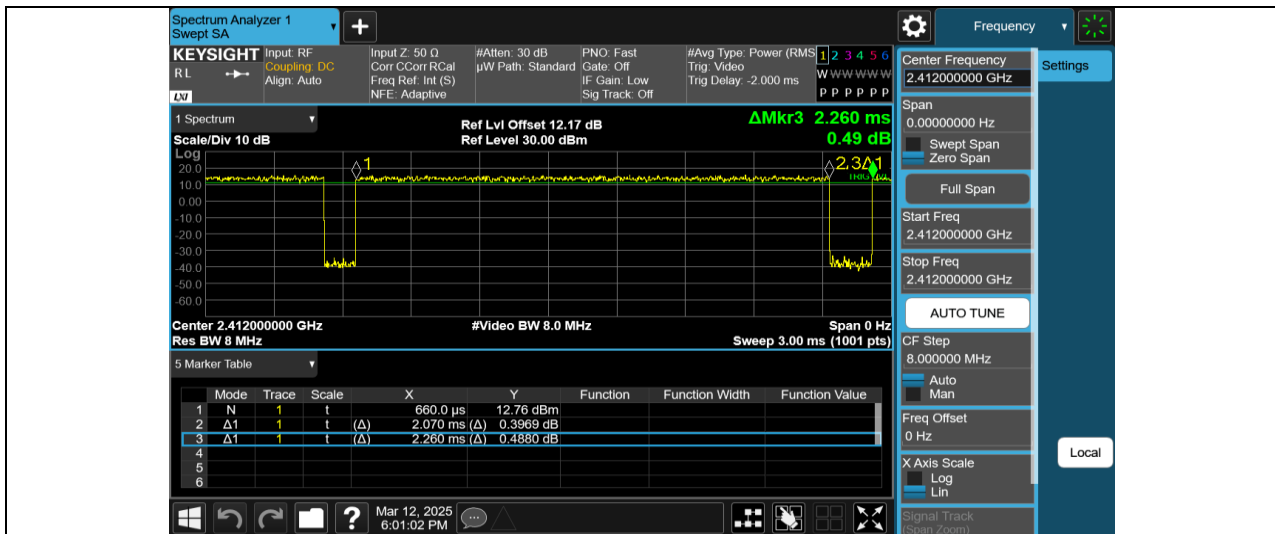 Spectrum Analyzer 1
Swept SA
Frequency
KEYSIGHT
R L
LXI
Input: RF
Coupling: DC
Align: Auto
Input Z: 50 Ω
Corr CCorr RCal
Freq Ref: Int (S)
NFE: Adaptive
#Atten: 30 dB
µW Path: Standard
PNO: Fast
Gate: Off
IF Gain: Low
Sig Track: Off
#Avg Type: Power (RMS
Trig: Video
Trig Delay: -2.000 ms
1 2 3 4 5 6
W W W W W W
P P P P P P
1 Spectrum
Scale/Div 10 dB
Ref Lvl Offset 12.17 dB
Ref Level 30.00 dBm
ΔMkr3 2.260 ms
0.49 dB
Log
20.0
10.0
0.00
-10.0
-20.0
-30.0
-40.0
-50.0
-60.0
1
2,3Δ1
Center 2.412000000 GHz
#Video BW 8.0 MHz
Span 0 Hz
Res BW 8 MHz
Sweep 3.00 ms (1001 pts)
5 Marker Table
Mode Trace Scale X Y Function Function Width Function Value
1 N 1 t 660.0 µs 12.76 dBm
2 Δ1 1 t (Δ) 2.070 ms (Δ) 0.3969 dB
3 Δ1 1 t (Δ) 2.260 ms (Δ) 0.4880 dB
4
5
6
Mar 12, 2025
6:01:02 PM
Settings
Center Frequency
2.412000000 GHz
Span
0.00000000 Hz
Swept Span
Zero Span
Full Span
Start Freq
2.412000000 GHz
Stop Freq
2.412000000 GHz
AUTO TUNE
CF Step
8.000000 MHz
Auto
Man
Freq Offset
0 Hz
X Axis Scale
Log
Lin
Signal Track
(Span Zoom)
Local